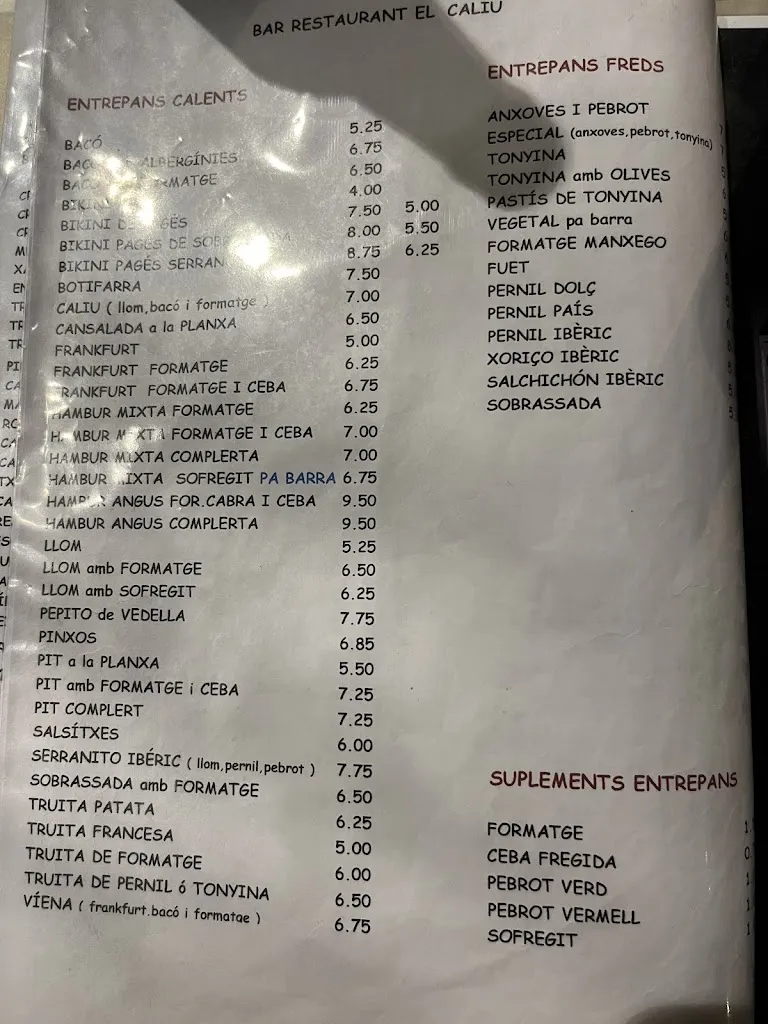 BAR RESTAURANT EL CALIU
ENTREPANS CALENTS
BACÓ 5.25
ALBERGÍNIES 6.75
6.50
BIKINI 4.00
BIKINI 7.50 5.00
BIKINI PAGÉS DE 8.00 5.50
BIKINI PAGÉS SERRAN 8.75 6.25
BOTIFARRA 7.50
CALIU ( llom,bacó i formatge ) 7.00
CANSALADA a la PLANXA 6.50
FRANKFURT 5.00
FRANKFURT FORMATGE 6.25
FRANKFURT FORMATGE I CEBA 6.75
HAMBUR MIXTA FORMATGE 6.25
HAMBUR MIXTA FORMATGE I CEBA 7.00
HAMBUR MIXTA COMPLERTA 7.00
HAMBUR MIXTA SOFREGIT PA BARRA 6.75
HAMBUR ANGUS FOR.CABRA I CEBA 9.50
HAMBUR ANGUS COMPLERTA 9.50
LLOM 5.25
LLOM amb FORMATGE 6.50
LLOM amb SOFREGIT 6.25
PEPITO de VEDELLA 7.75
PINXOS 6.85
PIT a la PLANXA 5.50
PIT amb FORMATGE i CEBA 7.25
PIT COMPLERT 7.25
SALSÍTXES 6.00
SERRANITO IBÉRIC ( llom,pernil,pebrot ) 7.75
SOBRASSADA amb FORMATGE 6.50
TRUITA PATATA 6.25
TRUITA FRANCESA 5.00
TRUITA DE FORMATGE 6.00
TRUITA DE PERNIL ó TONYINA 6.50
VÍENA ( frankfurt.bacó i formatge ) 6.75
ENTREPANS FREDS
ANXOVES I PEBROT
ESPECIAL (anxoves,pebrot,tonyina)
TONYINA
TONYINA amb OLIVES
PASTÍS DE TONYINA
VEGETAL pa barra
FORMATGE MANXEGO
FUET
PERNIL DOLÇ
PERNIL PAÍS
PERNIL IBÈRIC
XORIÇO IBÈRIC
SALCHICHÓN IBÈRIC
SOBRASSADA
SUPLEMENTS ENTREPANS
FORMATGE
CEBA FREGIDA
PEBROT VERD
PEBROT VERMELL
SOFREGIT